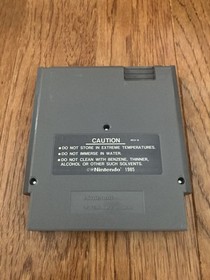 CAUTION
• DO NOT STORE IN EXTREME TEMPERATURES.
• DO NOT IMMERSE IN WATER.
• DO NOT CLEAN WITH BENZENE, THINNER,
ALCOHOL OR OTHER SUCH SOLVENTS.
Nintendo 1985